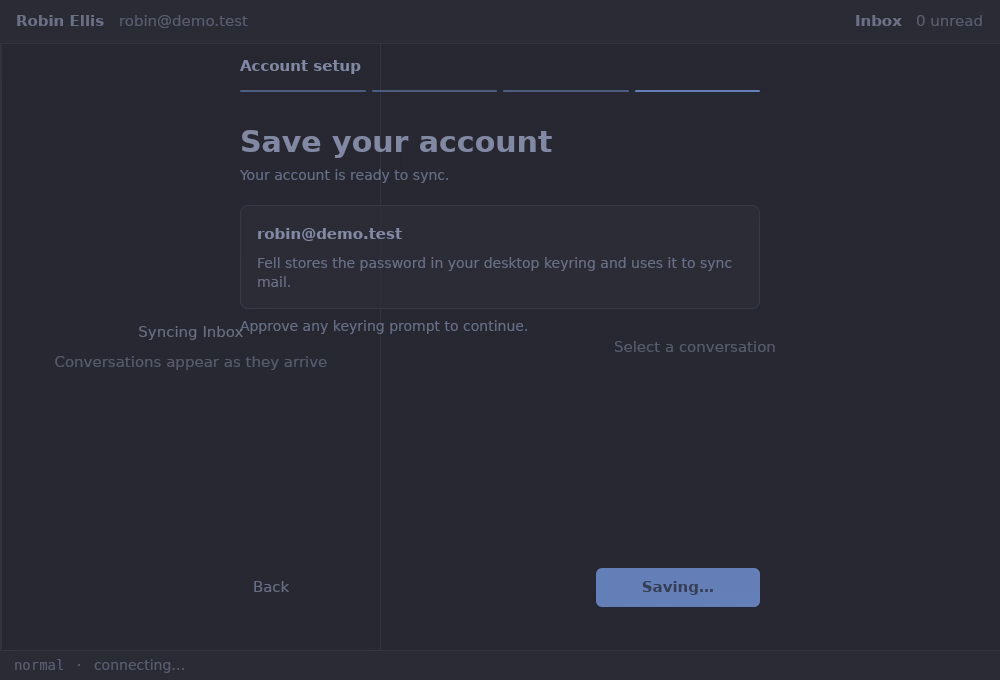 Robin Ellis robin@demo.test Inbox 0 unread
Account setup
Save your account
Your account is ready to sync.
robin@demo.test
Fell stores the password in your desktop keyring and uses it to sync
mail.
Approve any keyring prompt to continue.
Syncing Inbox
Conversations appear as they arrive
Select a conversation
Back
Saving…
normal · connecting…